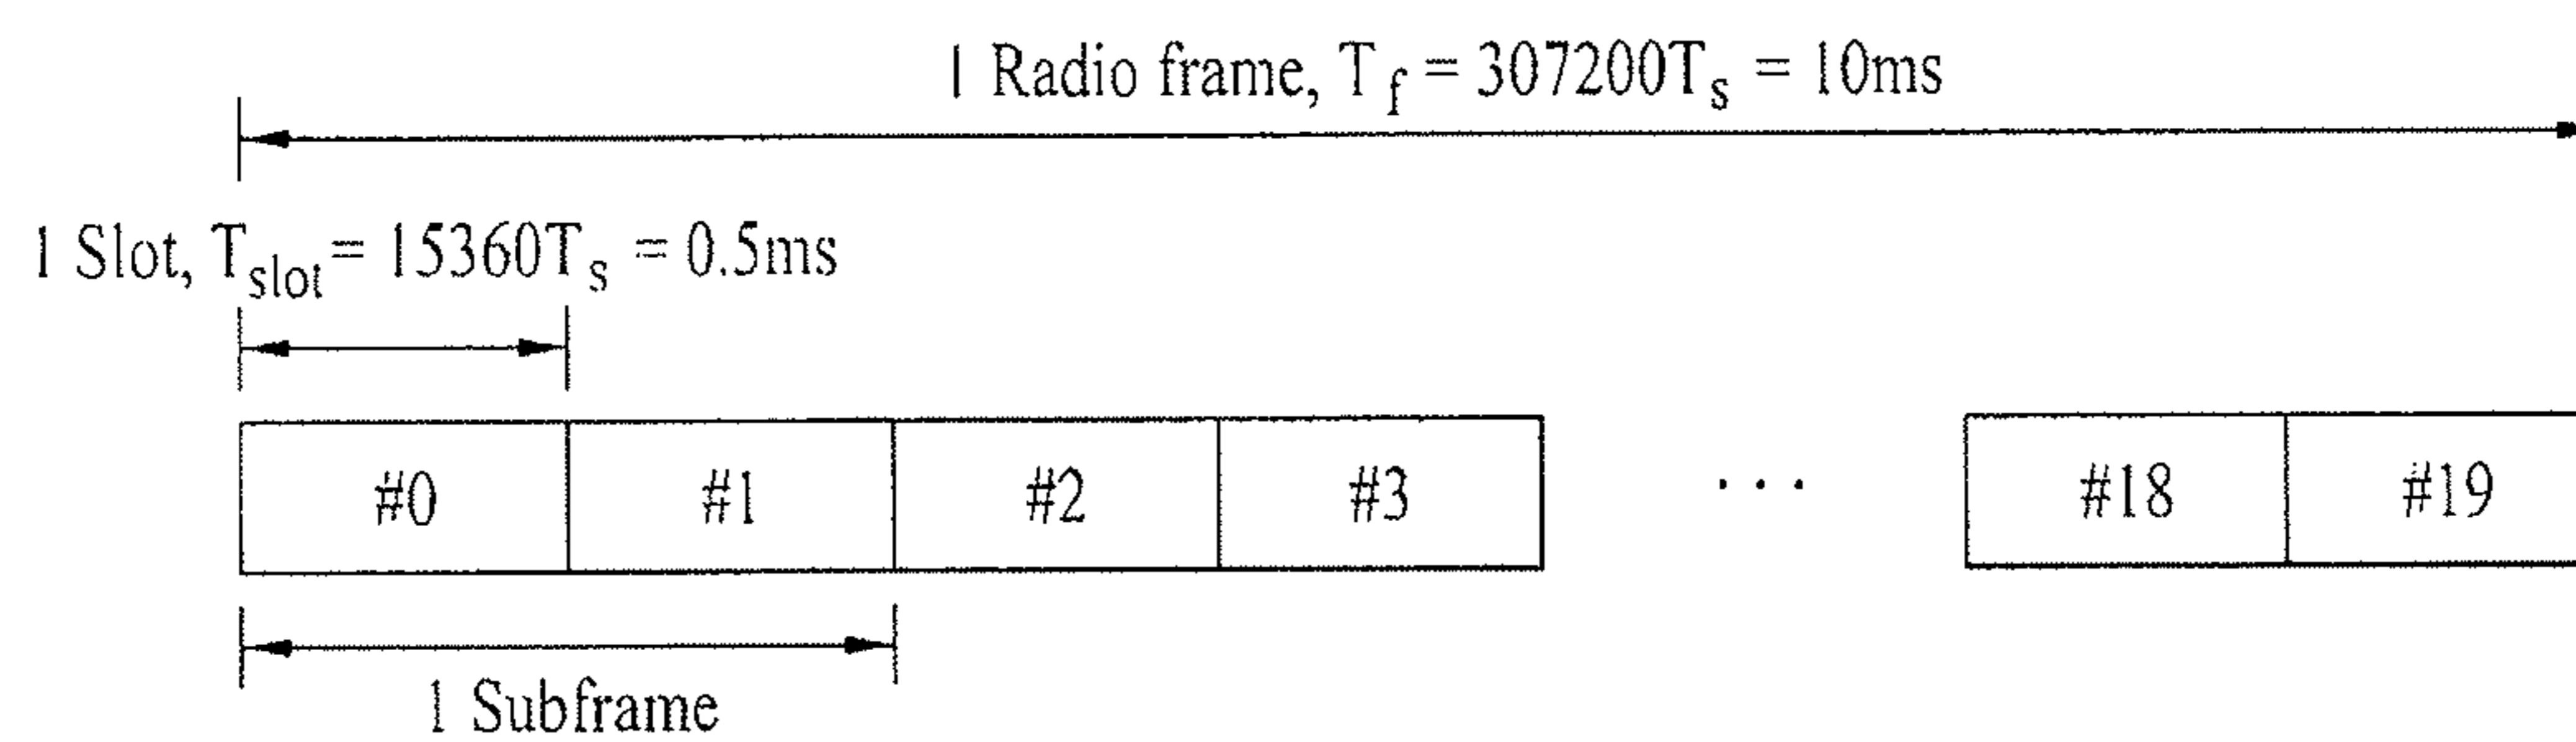 1 Radio frame, T_f = 307200T_s = 10ms
1 Slot, T_slot = 15360T_s = 0.5ms
#0 #1 #2 #3 ... #18 #19
1 Subframe